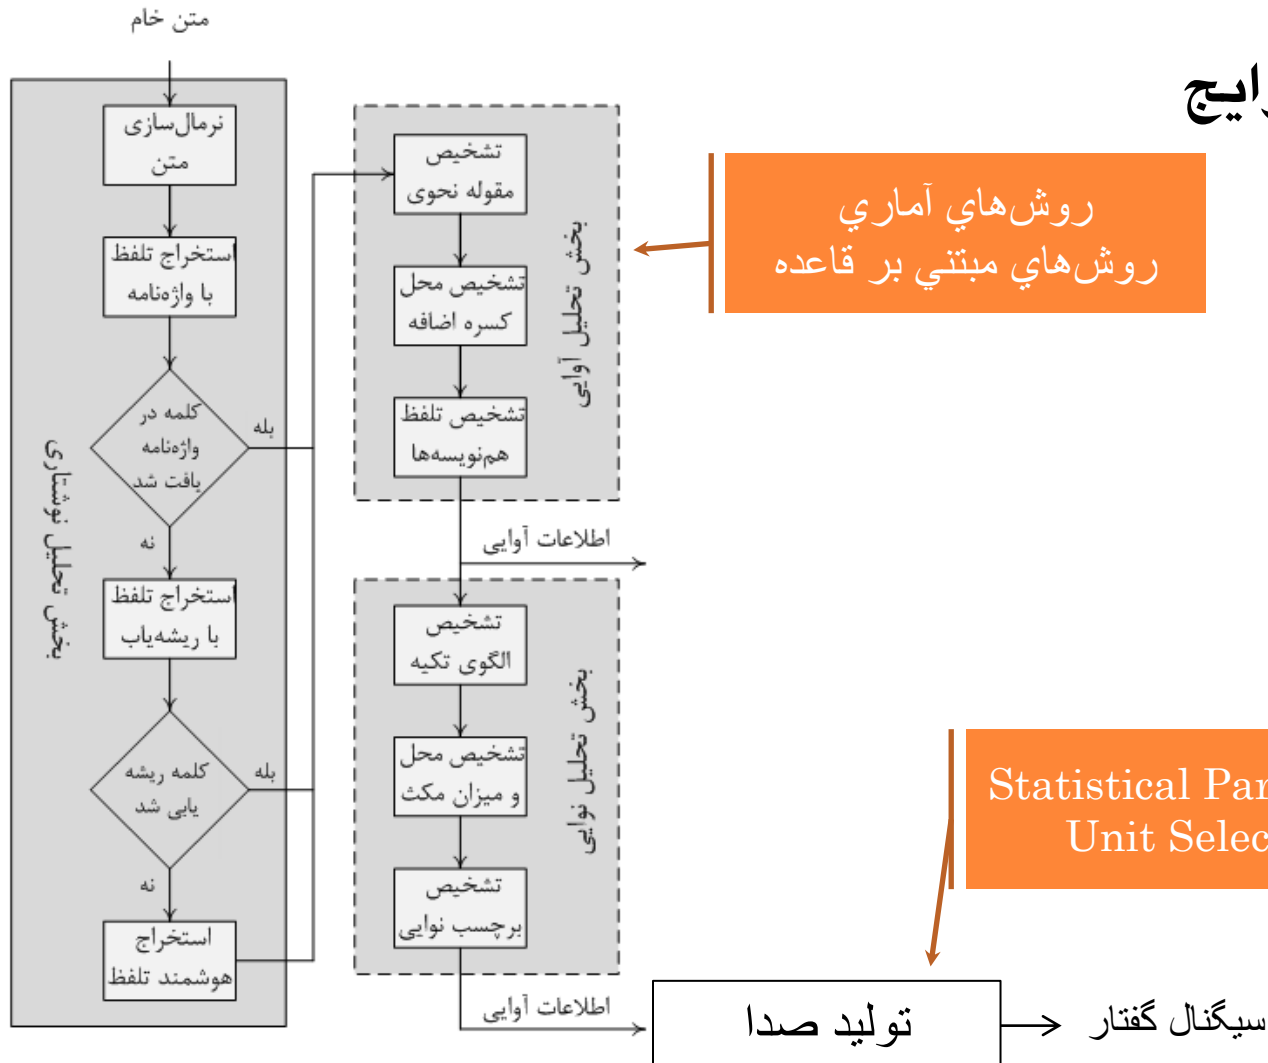 متن خام
نرمال‌سازی
متن
استخراج تلفظ
با واژه‌نامه
کلمه در
واژه‌نامه
یافت شد
بله
نه
استخراج تلفظ
با ریشه‌یاب
کلمه ریشه
یابی شد
بله
نه
استخراج
هوشمند تلفظ
بخش تحلیل نوشتاری
تشخیص
مقوله نحوی
تشخیص محل
کسره اضافه
تشخیص تلفظ
هم‌نویسه‌ها
بخش تحلیل آوایی
اطلاعات آوایی
تشخیص
الگوی تکیه
تشخیص محل
و میزان مکث
تشخیص
برچسب نوایی
بخش تحلیل نوایی
اطلاعات آوایی
روش‌هاي آماري
روش‌هاي مبتني بر قاعده
Statistical
Unit
تولید صدا
سیگنال گفتار